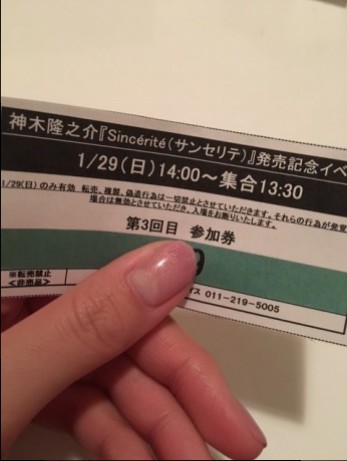 神木隆之介『Sincérité(サンセリテ)』発売記念イベ
1/29(日)14:00～集合13:30
1/29(日)のみ有効 転売、複製、偽造行為は一切禁止とさせていただきます。それらの行為が発覚
場合は無効とさせていただき、入場をお断りいたします。
第3回目 参加券
※転売禁止
<非売品>
イス 011-219-5005